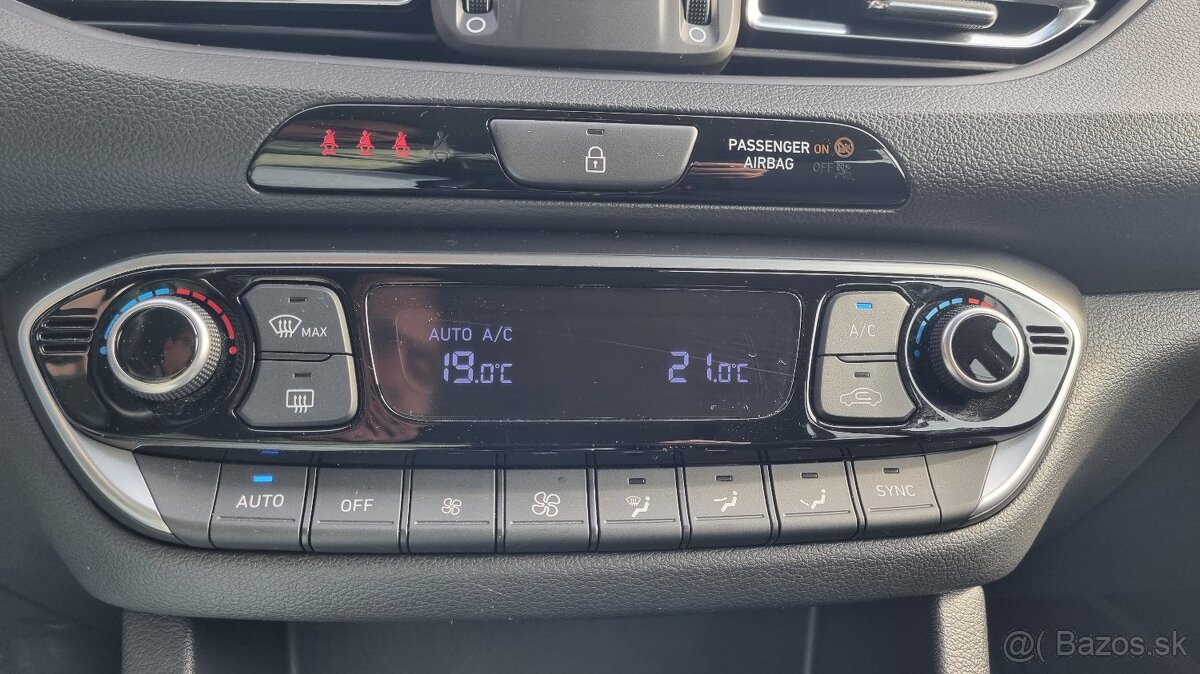 PASSENGER ON
AIRBAG OFF
MAX
AUTO A/C
19.0°C 21.0°C
A/C
AUTO OFF SYNC
@ Bazos.sk